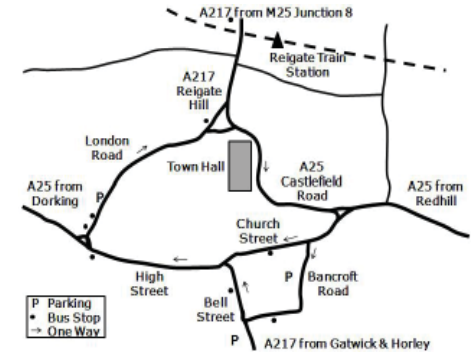 A217 from M25 Junction 8
Reigate Train
Station
A217
Reigate
Hill
London
Road
Town Hall
A25
Castlefield
Road
A25 from
Dorking
P
A25 from
Redhill
Church
Street
High
Street
P
Bancroft
Road
Bell
Street
P Parking
Bus Stop
One Way
P
A217 from Gatwick & Horley